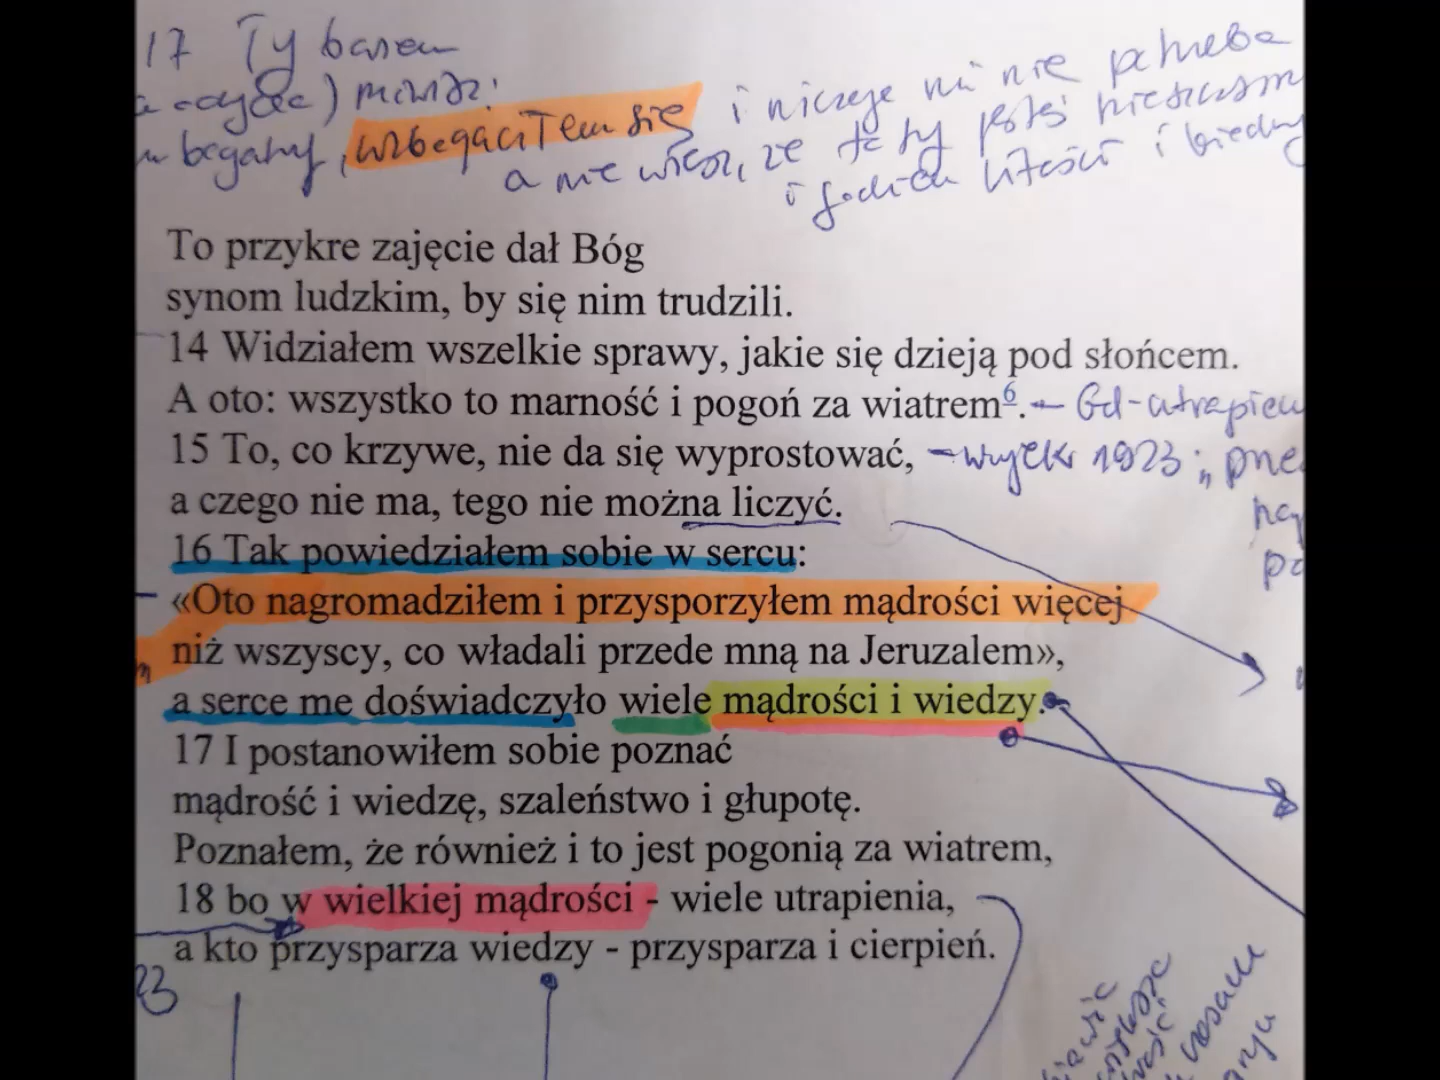 17 Ty bowiem
) mówisz:
bogaty, wzbogaciłem się i niczego mi nie potrzeba
a nie wiesz, że to ty jesteś nieszczęsny
i godzien litości i biedny
To przykre zajęcie dał Bóg
synom ludzkim, by się nim trudzili.
14 Widziałem wszelkie sprawy, jakie się dzieją pod słońcem.
A oto: wszystko to marność i pogoń za wiatrem6. – Gd-utrapien
15 To, co krzywe, nie da się wyprostować, – wujek 1923; „
a czego nie ma, tego nie można liczyć.
16 Tak powiedziałem sobie w sercu:
«Oto nagromadziłem i przysporzyłem mądrości więcej
niż wszyscy, co władali przede mną na Jeruzalem»,
a serce me doświadczyło wiele mądrości i wiedzy.
17 I postanowiłem sobie poznać
mądrość i wiedzę, szaleństwo i głupotę.
Poznałem, że również i to jest pogonią za wiatrem,
18 bo w wielkiej mądrości - wiele utrapienia,
a kto przysparza wiedzy - przysparza i cierpień.
23